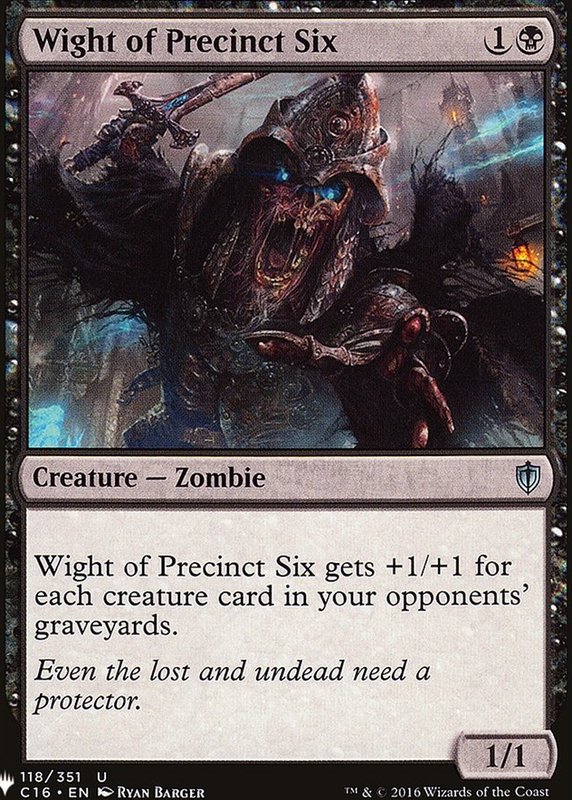 Wight of Precinct Six 1
Creature — Zombie
Wight of Precinct Six gets +1/+1 for
each creature card in your opponents’
graveyards.
Even the lost and undead need a
protector.
1/1
118/351 U
C16 • EN RYAN BARGER
™ & © 2016 Wizards of the Coast